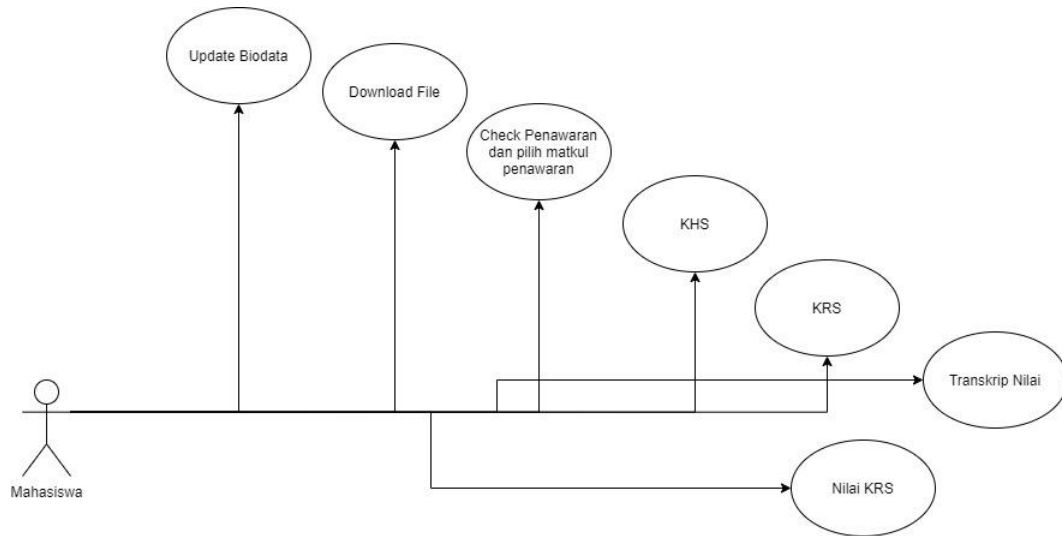 Update Biodata
Download File
Check Penawaran
dan pilih matkul
penawaran
KHS
KRS
Transkrip Nilai
Mahasiswa
Nilai KRS